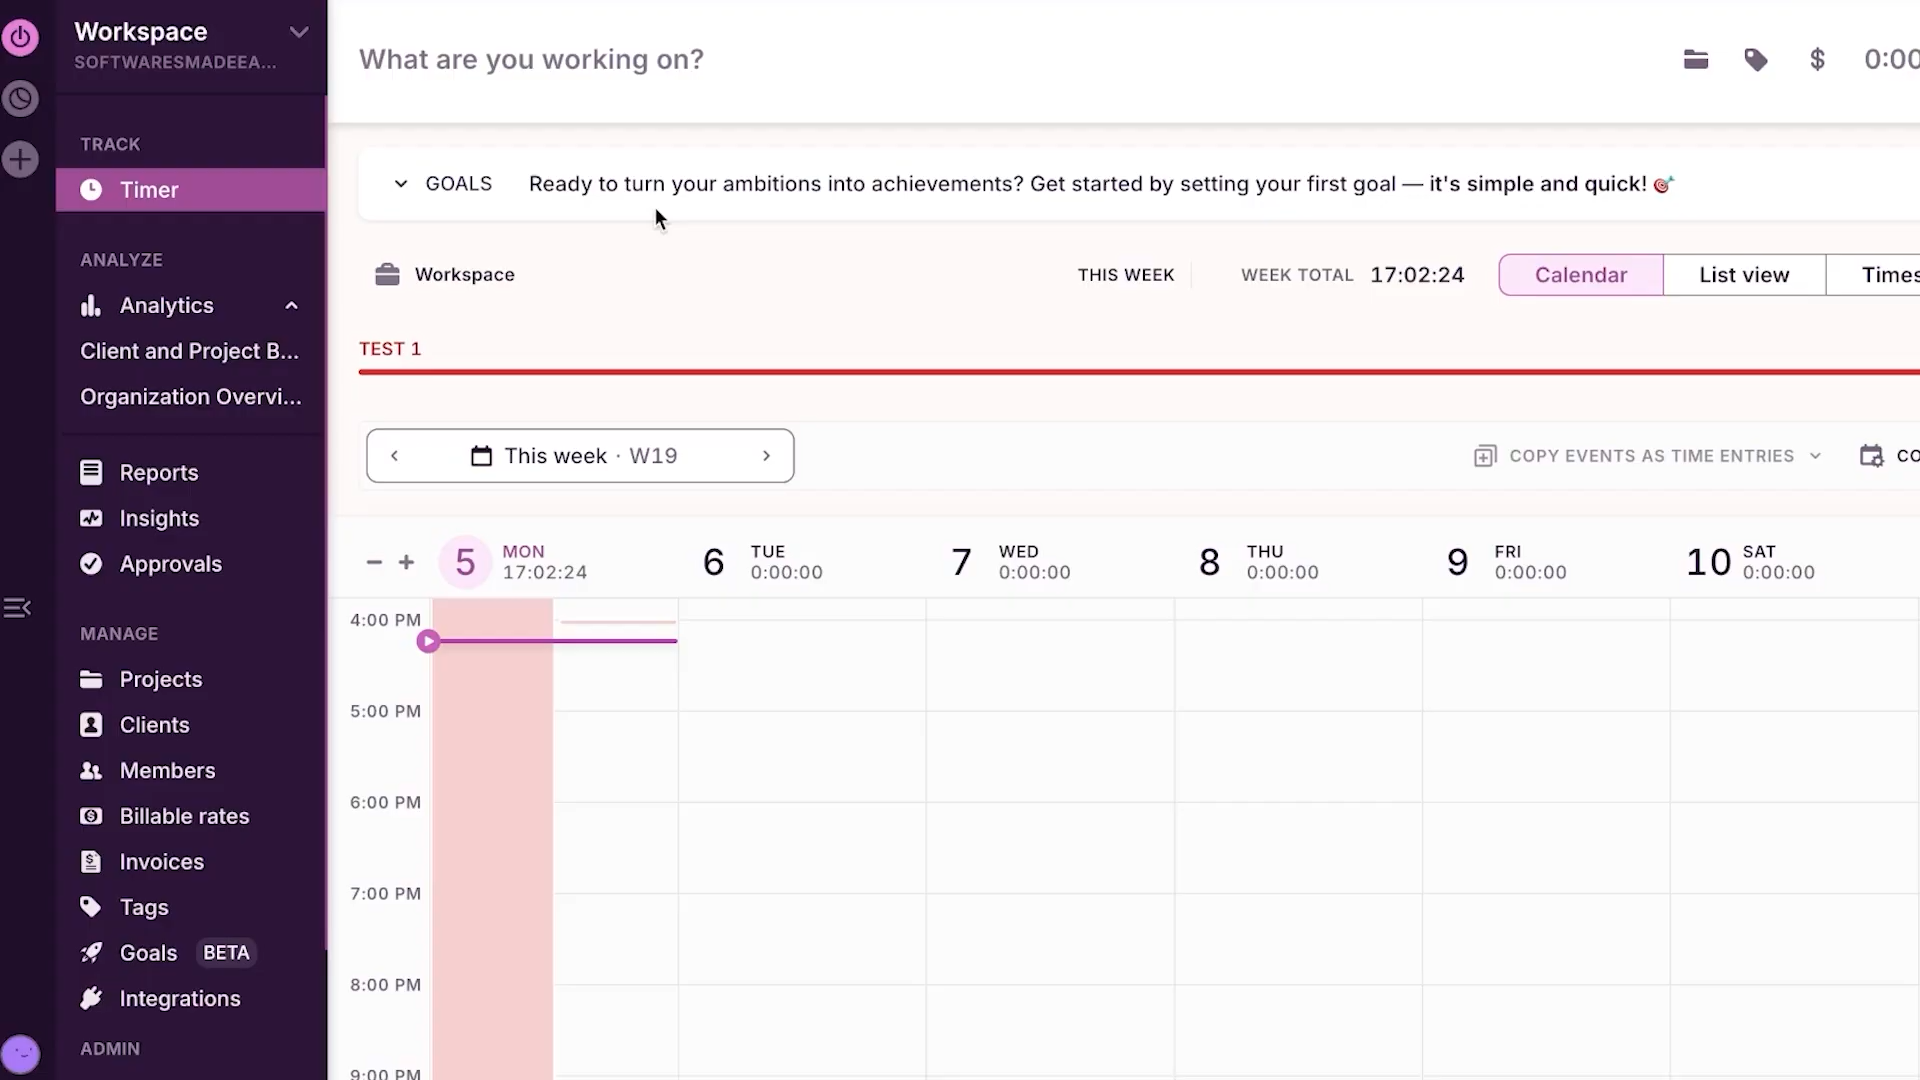 Workspace
SOFTWARESMADEEA...
TRACK
Timer
ANALYZE
Analytics
Client and Project B...
Organization Overvi...
Reports
Insights
Approvals
MANAGE
Projects
Clients
Members
Billable rates
Invoices
Tags
Goals BETA
Integrations
ADMIN
What are you working on?
$ 0:00
GOALS Ready to turn your ambitions into achievements? Get started by setting your first goal — it's simple and quick! 🎯
Workspace THIS WEEK WEEK TOTAL 17:02:24 Calendar List view Times
TEST 1
This week · W19 COPY EVENTS AS TIME ENTRIES CO
5 MON 17:02:24
6 TUE 0:00:00
7 WED 0:00:00
8 THU 0:00:00
9 FRI 0:00:00
10 SAT 0:00:00
4:00 PM
5:00 PM
6:00 PM
7:00 PM
8:00 PM
9:00 PM